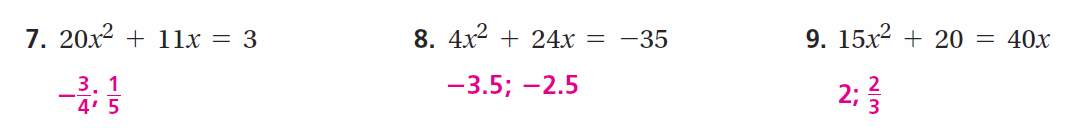 7. 20x² + 11x = 3 8. 4x² + 24x = −35 9. 15x² + 20 = 40x
−3/4; 1/5 −3.5; −2.5 2; 2/3